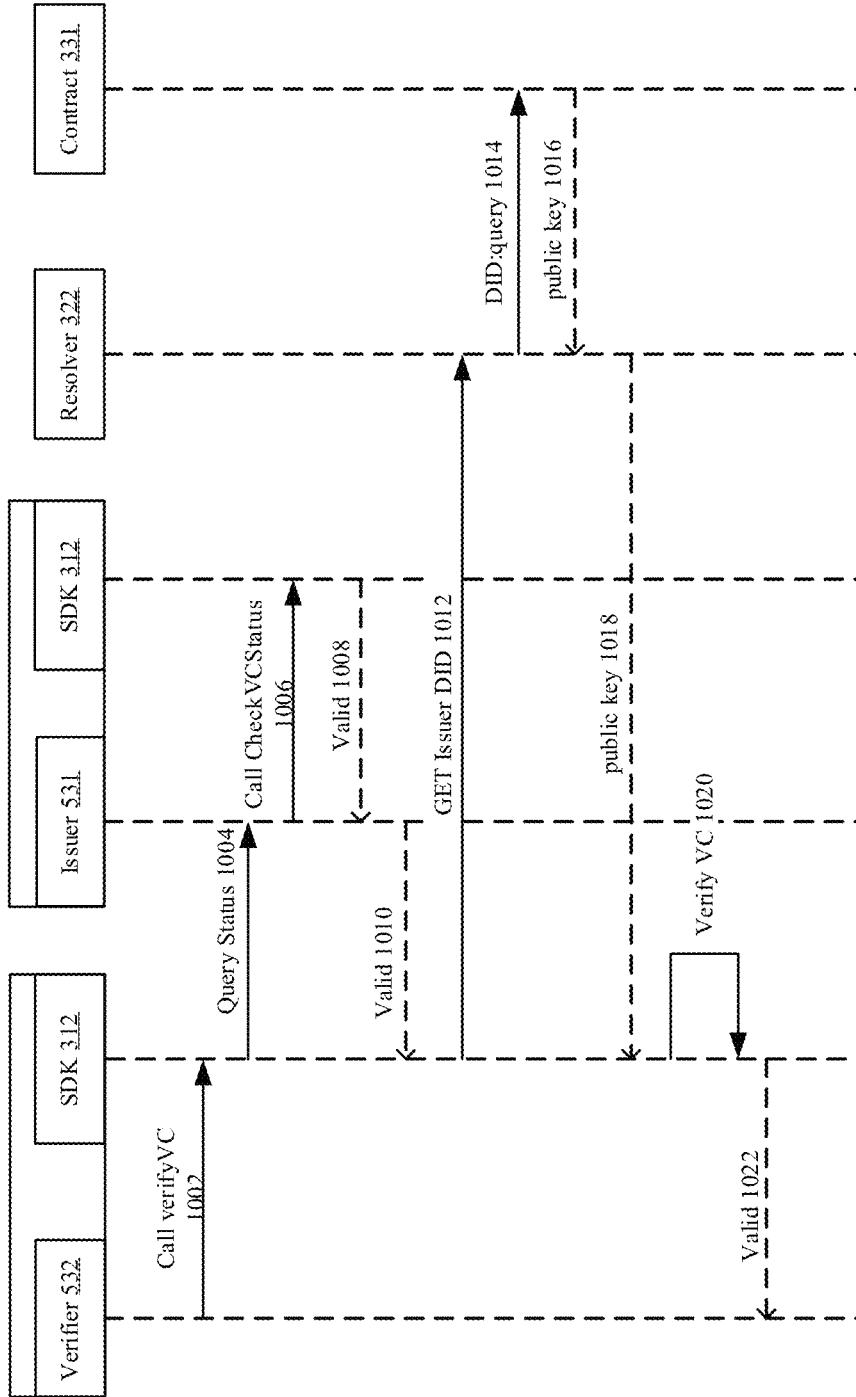 Verifier 532
SDK 312
Issuer 531
SDK 312
Resolver 322
Contract 331
Call verifyVC
1002
Query Status 1004
Call CheckVCStatus
1006
Valid 1008
Valid 1010
GET Issuer DID 1012
DID:query 1014
public key 1016
public key 1018
Verify VC 1020
Valid 1022